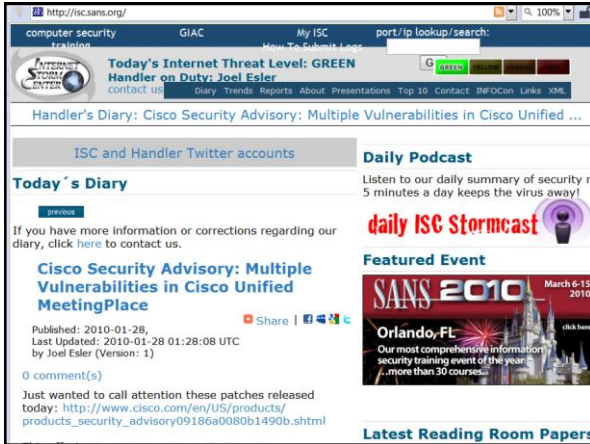 http://isc.sans.org/
100%
computer security training
GIAC
My ISC
How To Submit Logs
port/ip lookup/search:
INTERNET STORM CENTER
Today's Internet Threat Level: GREEN
Handler on Duty: Joel Esler
contact us
G
GREEN
YELLOW
Diary Trends Reports About Presentations Top 10 Contact INFOCon Links XML
Handler's Diary: Cisco Security Advisory: Multiple Vulnerabilities in Cisco Unified ...
ISC and Handler Twitter accounts
Today´s Diary
previous
If you have more information or corrections regarding our
diary, click here to contact us.
Cisco Security Advisory: Multiple
Vulnerabilities in Cisco Unified
MeetingPlace
Share |
Published: 2010-01-28,
Last Updated: 2010-01-28 01:28:08 UTC
by Joel Esler (Version: 1)
0 comment(s)
Just wanted to call attention these patches released
today: http://www.cisco.com/en/US/products/
products_security_advisory09186a0080b1490b.shtml
Daily Podcast
Listen to our daily summary of security
5 minutes a day keeps the virus away!
daily ISC Stormcast
Featured Event
SANS 2010
March 6-15
2010
Orlando, FL
click here
Our most comprehensive information
security training event of the year
...more than 30 courses...
Latest Reading Room Papers